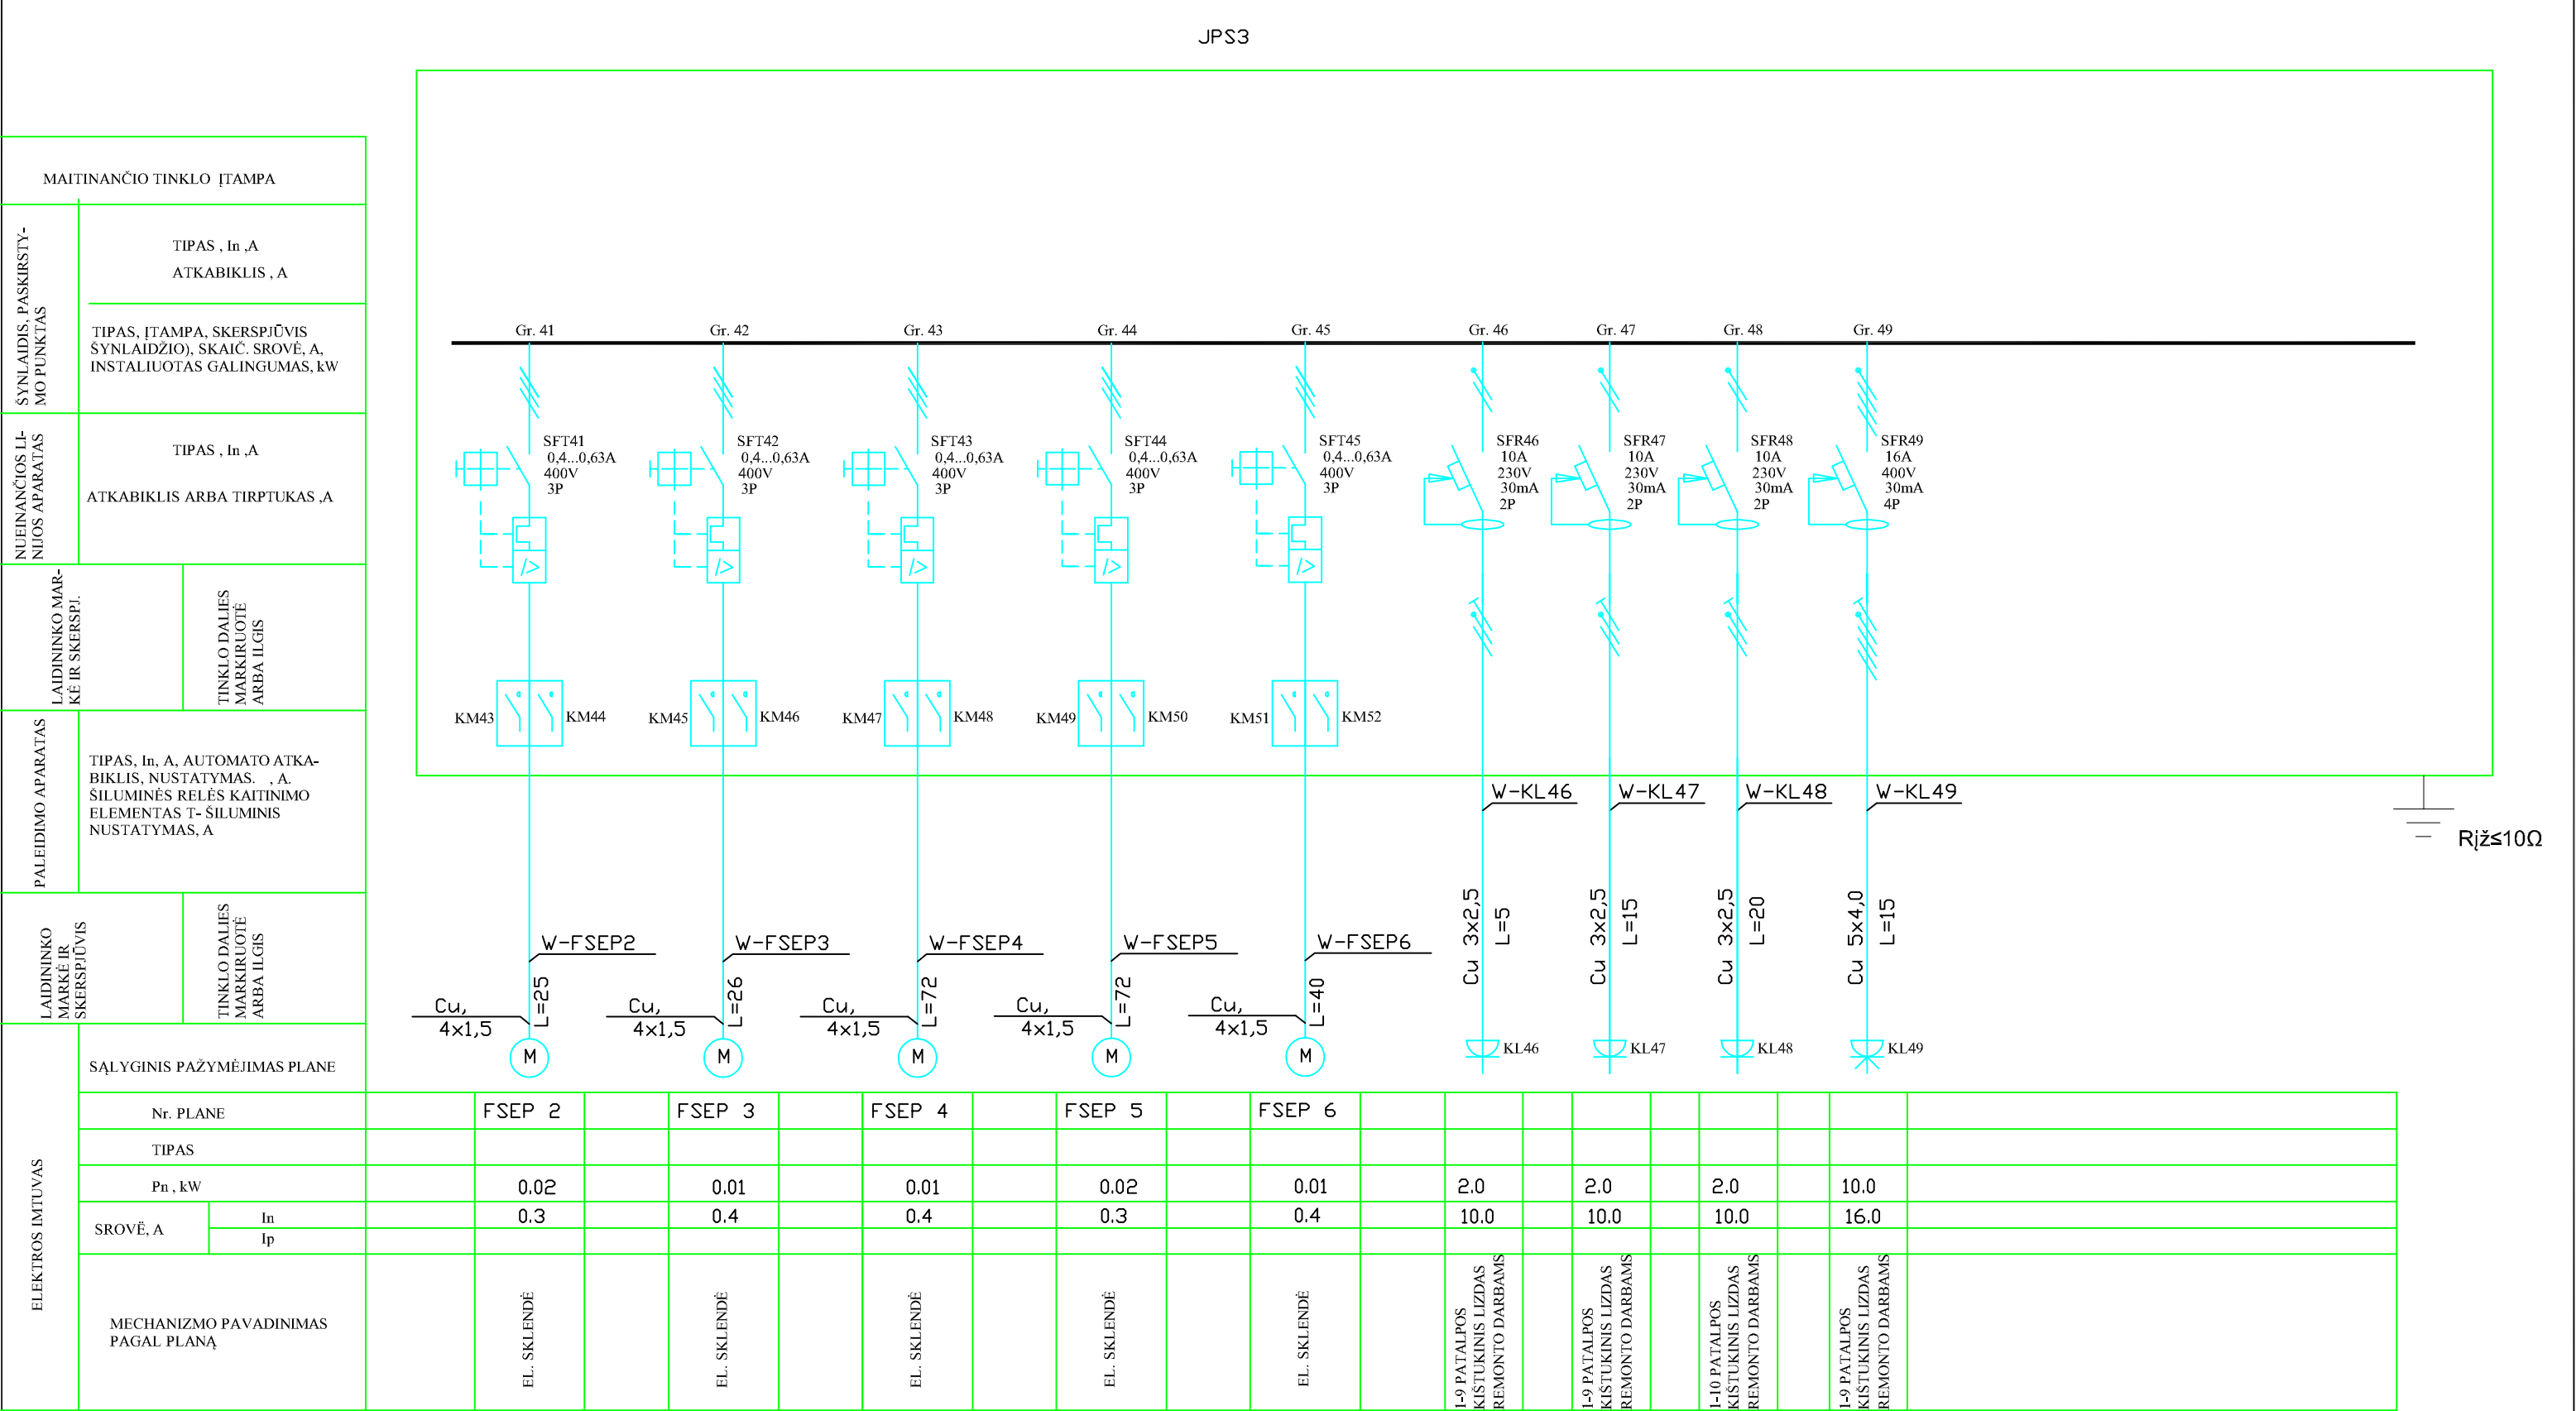 JPS3
MAITINANČIO TINKLO ĮTAMPA
ŠYNLAIDIS, PASKIRSTY-
MO PUNKTAS
TIPAS , In ,A
ATKABIKLIS , A
TIPAS, ĮTAMPA, SKERSPJŪVIS
ŠYNLAIDŽIO), SKAIČ. SROVĖ, A,
INSTALIUOTAS GALINGUMAS, kW
NUEINANČIOS LI-
NIJOS APARATAS
TIPAS , In ,A
ATKABIKLIS ARBA TIRPTUKAS ,A
LAIDININKO MAR-
KĖ IR SKERSPJ.
TINKLO DALIES
MARKIRUOTĖ
ARBA ILGIS
PALEIDIMO APARATAS
TIPAS, In, A, AUTOMATO ATKA-
BIKLIS, NUSTATYMAS. , A.
ŠILUMINĖS RELĖS KAITINIMO
ELEMENTAS T- ŠILUMINIS
NUSTATYMAS, A
LAIDININKO
MARKĖ IR
SKERSPJŪVIS
TINKLO DALIES
MARKIRUOTĖ
ARBA ILGIS
Gr. 41
Gr. 42
Gr. 43
Gr. 44
Gr. 45
Gr. 46
Gr. 47
Gr. 48
Gr. 49
SFT41
0,4...0,63A
400V
3P
SFT42
0,4...0,63A
400V
3P
SFT43
0,4...0,63A
400V
3P
SFT44
0,4...0,63A
400V
3P
SFT45
0,4...0,63A
400V
3P
SFR46
10A
230V
30mA
2P
SFR47
10A
230V
30mA
2P
SFR48
10A
230V
30mA
2P
SFR49
16A
400V
30mA
4P
/>
/>
/>
/>
/>
KM43 KM44
KM45 KM46
KM47 KM48
KM49 KM50
KM51 KM52
W-KL46
W-KL47
W-KL48
W-KL49
Rįž≤10Ω
Cu 3x2,5
L=5
Cu 3x2,5
L=15
Cu 3x2,5
L=20
Cu 5x4,0
L=15
W-FSEP2
W-FSEP3
W-FSEP4
W-FSEP5
W-FSEP6
Cu,
4x1,5
L=25
Cu,
4x1,5
L=26
Cu,
4x1,5
L=72
Cu,
4x1,5
L=72
Cu,
4x1,5
L=40
M
M
M
M
M
KL46
KL47
KL48
KL49
ELEKTROS IMTUVAS
SĄLYGINIS PAŽYMĖJIMAS PLANE
Nr. PLANE FSEP 2 FSEP 3 FSEP 4 FSEP 5 FSEP 6
TIPAS
Pn , kW 0.02 0.01 0.01 0.02 0.01 2.0 2.0 2.0 10.0
SROVĖ, A
In 0.3 0.4 0.4 0.3 0.4 10.0 10.0 10.0 16.0
Ip
MECHANIZMO PAVADINIMAS
PAGAL PLANĄ
EL. SKLENDĖ
EL. SKLENDĖ
EL. SKLENDĖ
EL. SKLENDĖ
EL. SKLENDĖ
1-9 PATALPOS
KIŠTUKINIS LIZDAS
REMONTO DARBAMS
1-9 PATALPOS
KIŠTUKINIS LIZDAS
REMONTO DARBAMS
1-10 PATALPOS
KIŠTUKINIS LIZDAS
REMONTO DARBAMS
1-9 PATALPOS
KIŠTUKINIS LIZDAS
REMONTO DARBAMS